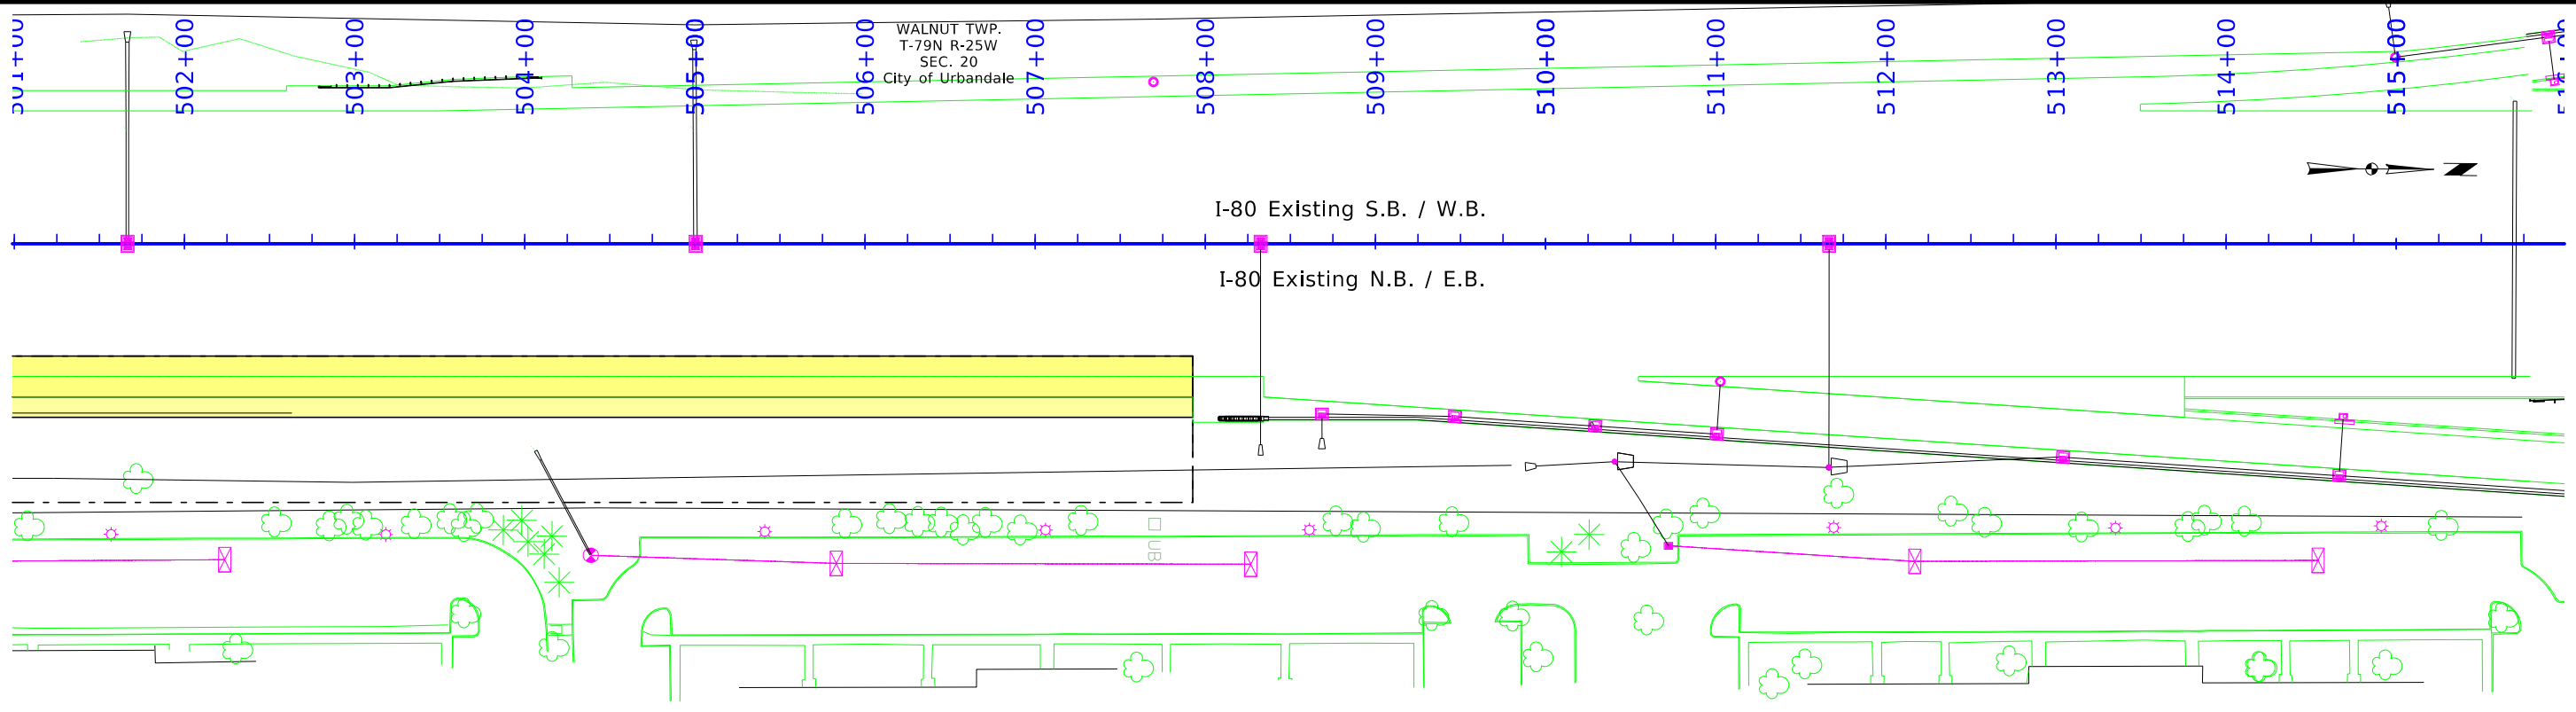 WALNUT TWP.
T-79N R-25W
SEC. 20
City of Urbandale
501+00
502+00
503+00
504+00
505+00
506+00
507+00
508+00
509+00
510+00
511+00
512+00
513+00
514+00
515+00
I-80 Existing S.B. / W.B.
N
I-80 Existing N.B. / E.B.
UB